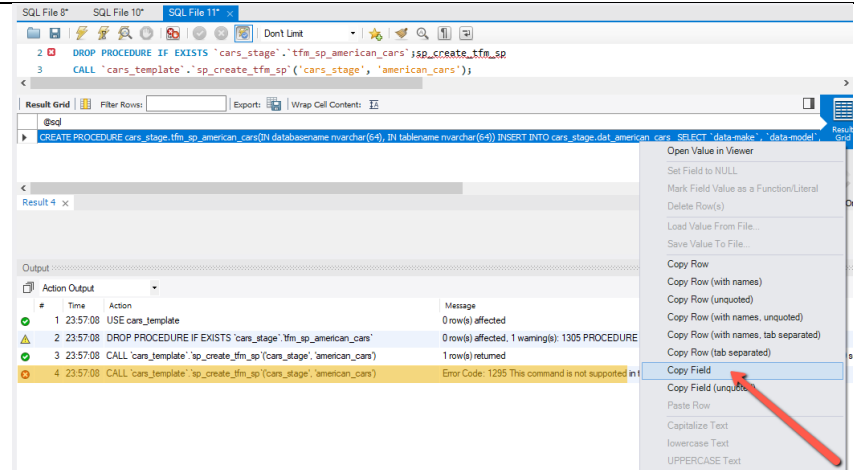 SQL File 8* SQL File 10* SQL File 11* ×
Don't Limit
2 DROP PROCEDURE IF EXISTS `cars_stage`.`tfm_sp_american_cars`;sp_create_tfm_sp
3 CALL `cars_template`.`sp_create_tfm_sp`('cars_stage', 'american_cars');
Result Grid Filter Rows: Export: Wrap Cell Content: IA
Result Grid
@sql
CREATE PROCEDURE cars_stage.tfm_sp_american_cars(IN databasename nvarchar(64), IN tablename nvarchar(64)) INSERT INTO cars_stage.dat_american_cars SELECT `data-make`, `data-model`,
Open Value in Viewer
Set Field to NULL
Mark Field Value as a Function/Literal
Delete Row(s)
Load Value From File...
Save Value To File...
Copy Row
Copy Row (with names)
Copy Row (unquoted)
Copy Row (with names, unquoted)
Copy Row (with names, tab separated)
Copy Row (tab separated)
Copy Field
Copy Field (unquoted)
Paste Row
Capitalize Text
lowercase Text
UPPERCASE Text
Result 4 ×
Output
Action Output
# Time Action Message
1 23:57:08 USE cars_template 0 row(s) affected
2 23:57:08 DROP PROCEDURE IF EXISTS `cars_stage`.`tfm_sp_american_cars` 0 row(s) affected, 1 warning(s): 1305 PROCEDURE
3 23:57:08 CALL `cars_template`.`sp_create_tfm_sp`('cars_stage', 'american_cars') 1 row(s) returned
4 23:57:08 CALL `cars_template`.`sp_create_tfm_sp`('cars_stage', 'american_cars') Error Code: 1295 This command is not supported in t